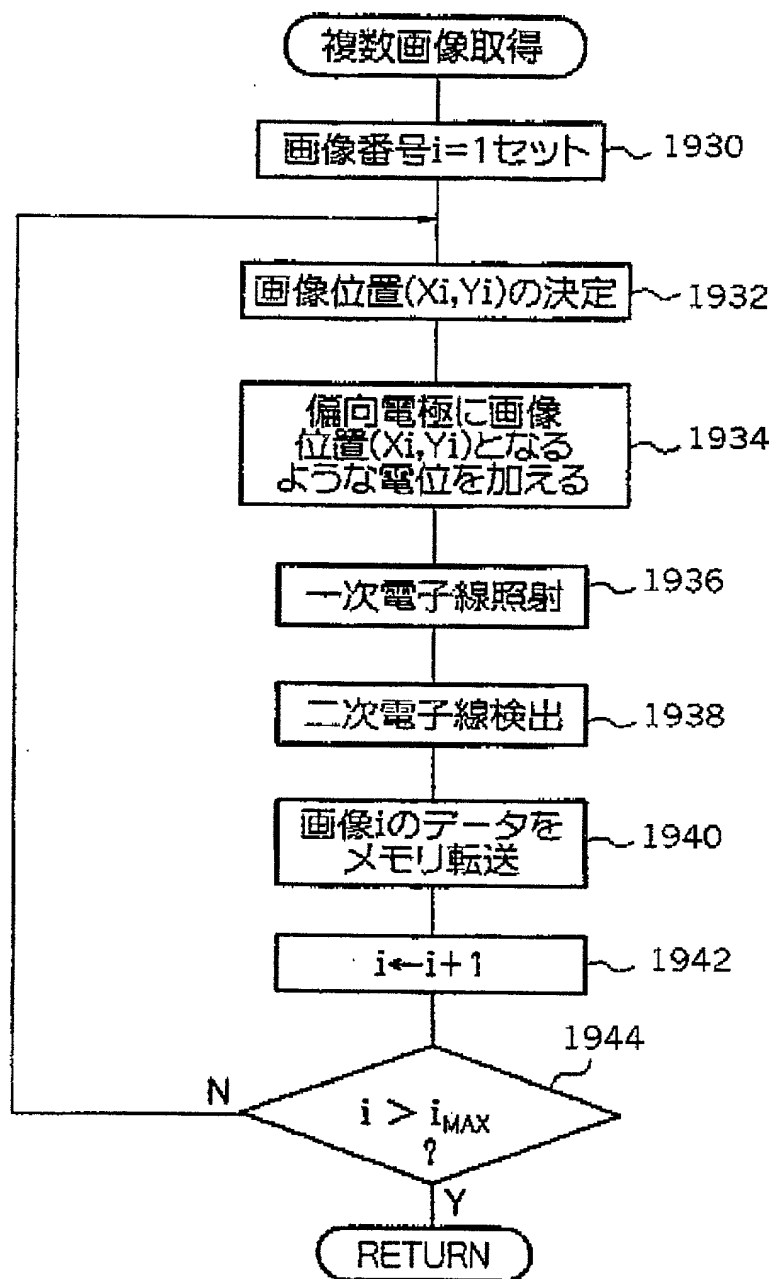 複数画像取得
画像番号i=1セット
1930
画像位置(Xi,Yi)の決定
1932
偏向電極に画像
位置(Xi,Yi)となる
ような電位を加える
1934
一次電子線照射
1936
二次電子線検出
1938
画像iのデータを
メモリ転送
1940
i←i+1
1942
1944
N
i > iMAX
?
Y
RETURN